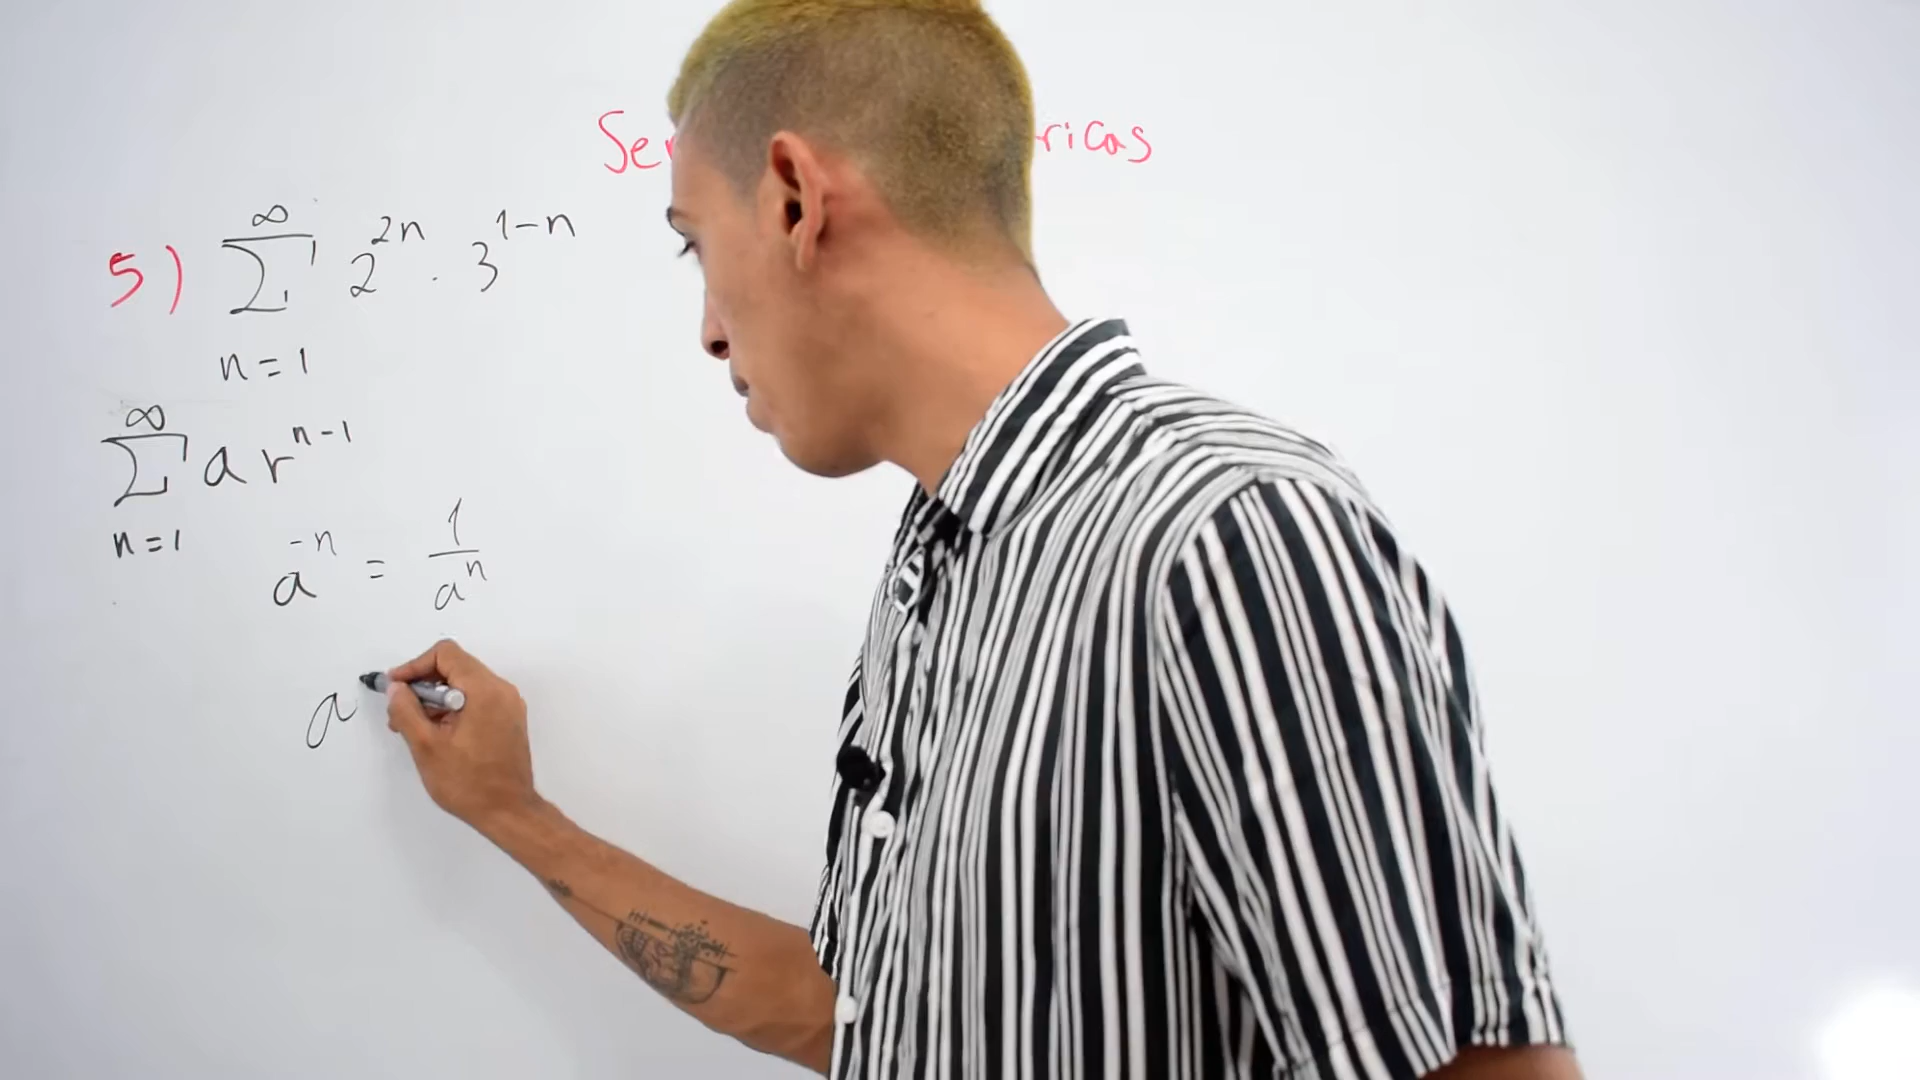 Ser ricas
5) ∞ ∑ n=1 2^2n · 3^1-n
∞ ∑ n=1 a r^n-1
a^-n = 1/a^n
a